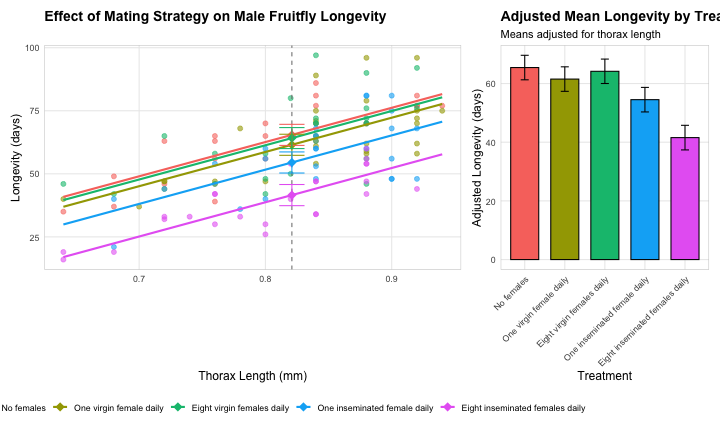 Effect of Mating Strategy on Male Fruitfly Longevity
Longevity (days)
100
75
50
25
0.7
0.8
0.9
Thorax Length (mm)
Adjusted Mean Longevity by Trea
Means adjusted for thorax length
Adjusted Longevity (days)
60
40
20
0
No females
One virgin female daily
Eight virgin females daily
One inseminated female daily
Eight inseminated females daily
Treatment
No females
One virgin female daily
Eight virgin females daily
One inseminated female daily
Eight inseminated females daily